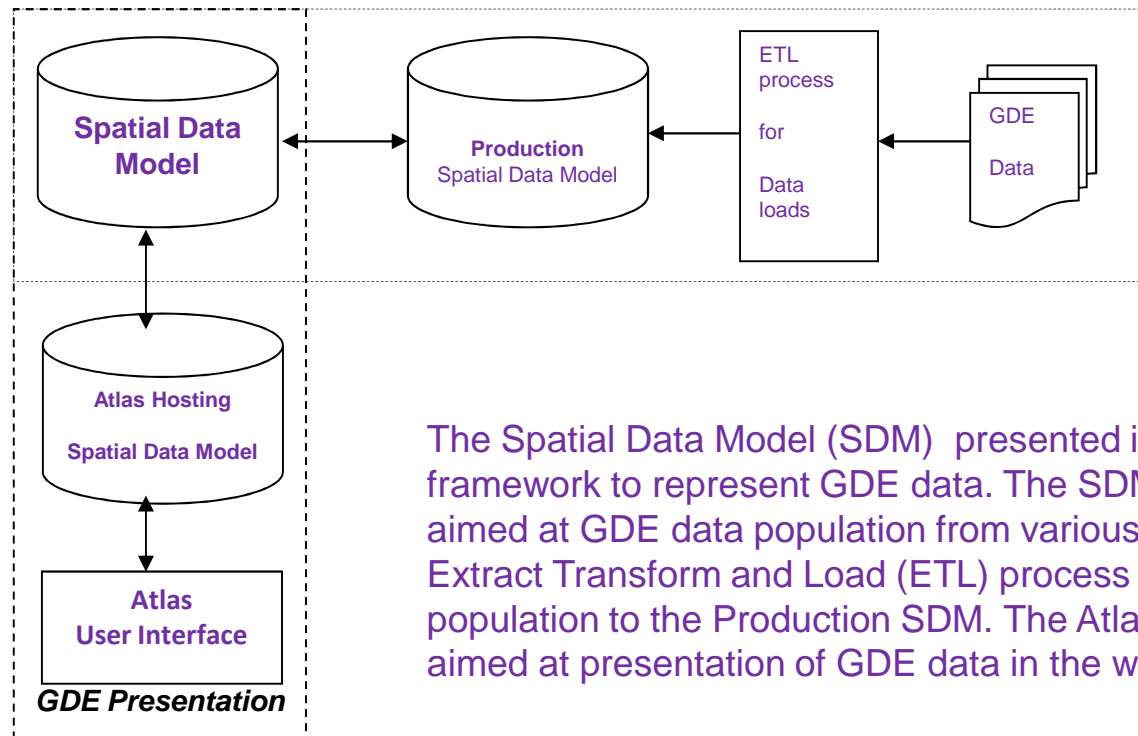 Spatial Data
Model
Production
Spatial Data Model
ETL
process
for
Data
loads
GDE
Data
Atlas Hosting
Spatial Data Model
Atlas
User Interface
GDE Presentation
The Spatial Data Model (SDM) presented
framework to represent GDE data. The
aimed at GDE data population from various
Extract Transform and Load (ETL) process
population to the Production SDM. The
aimed at presentation of GDE data in the